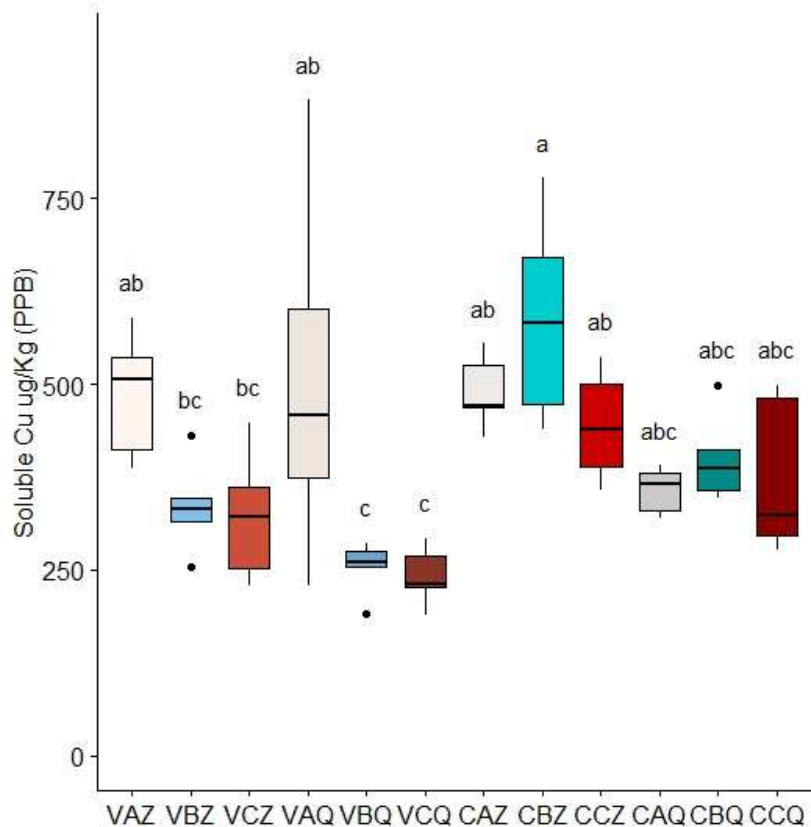 ab
a
750
ab
ab
ab
bc
bc
abc
abc
abc
500
c
c
250
0
Soluble Cu ug/Kg (PPB)
VAZ VBZ VCZ VAQ VBQ VCQ CAZ CBZ CCZ CAQ CBQ CCQ